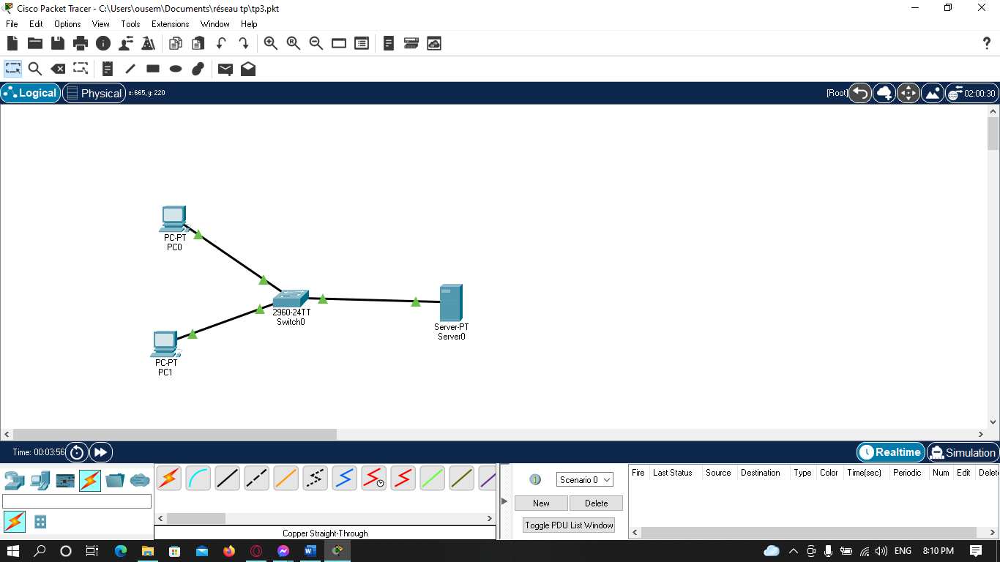 Cisco Packet Tracer - C:\Users\ousem\Documents\réseau tp\tp3.pkt
File Edit Options View Tools Extensions Window Help
Logical Physical x: 665, y: 220 [Root] 02:00:30
PC-PT
PC0
2960-24TT
Switch0
Server-PT
Server0
PC-PT
PC1
Time: 00:03:56 Realtime Simulation
Scenario 0
New Delete
Toggle PDU List Window
Fire Last Status Source Destination Type Color Time(sec) Periodic Num Edit Delet
Copper Straight-Through
ENG 8:10 PM